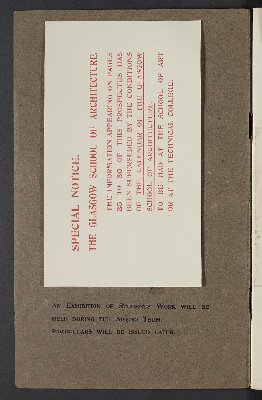 SPECIAL NOTICE.
THE GLASGOW SCHOOL OF ARCHITECTURE.
THE INFORMATION APPEARING ON PAGES
25 TO 30 OF THIS PROSPECTUS HAS
BEEN SUPERSEDED BY THE CONDITIONS
OF THE CALENDAR OF THE GLASGOW
SCHOOL OF ARCHITECTURE.
TO BE HAD AT THE SCHOOL OF ART
OR AT THE TECHNICAL COLLEGE.
AN EXHIBITION OF STUDENTS' WORK WILL BE
HELD DURING THE SECOND TERM.
PARTICULARS WILL BE ISSUED LATER.